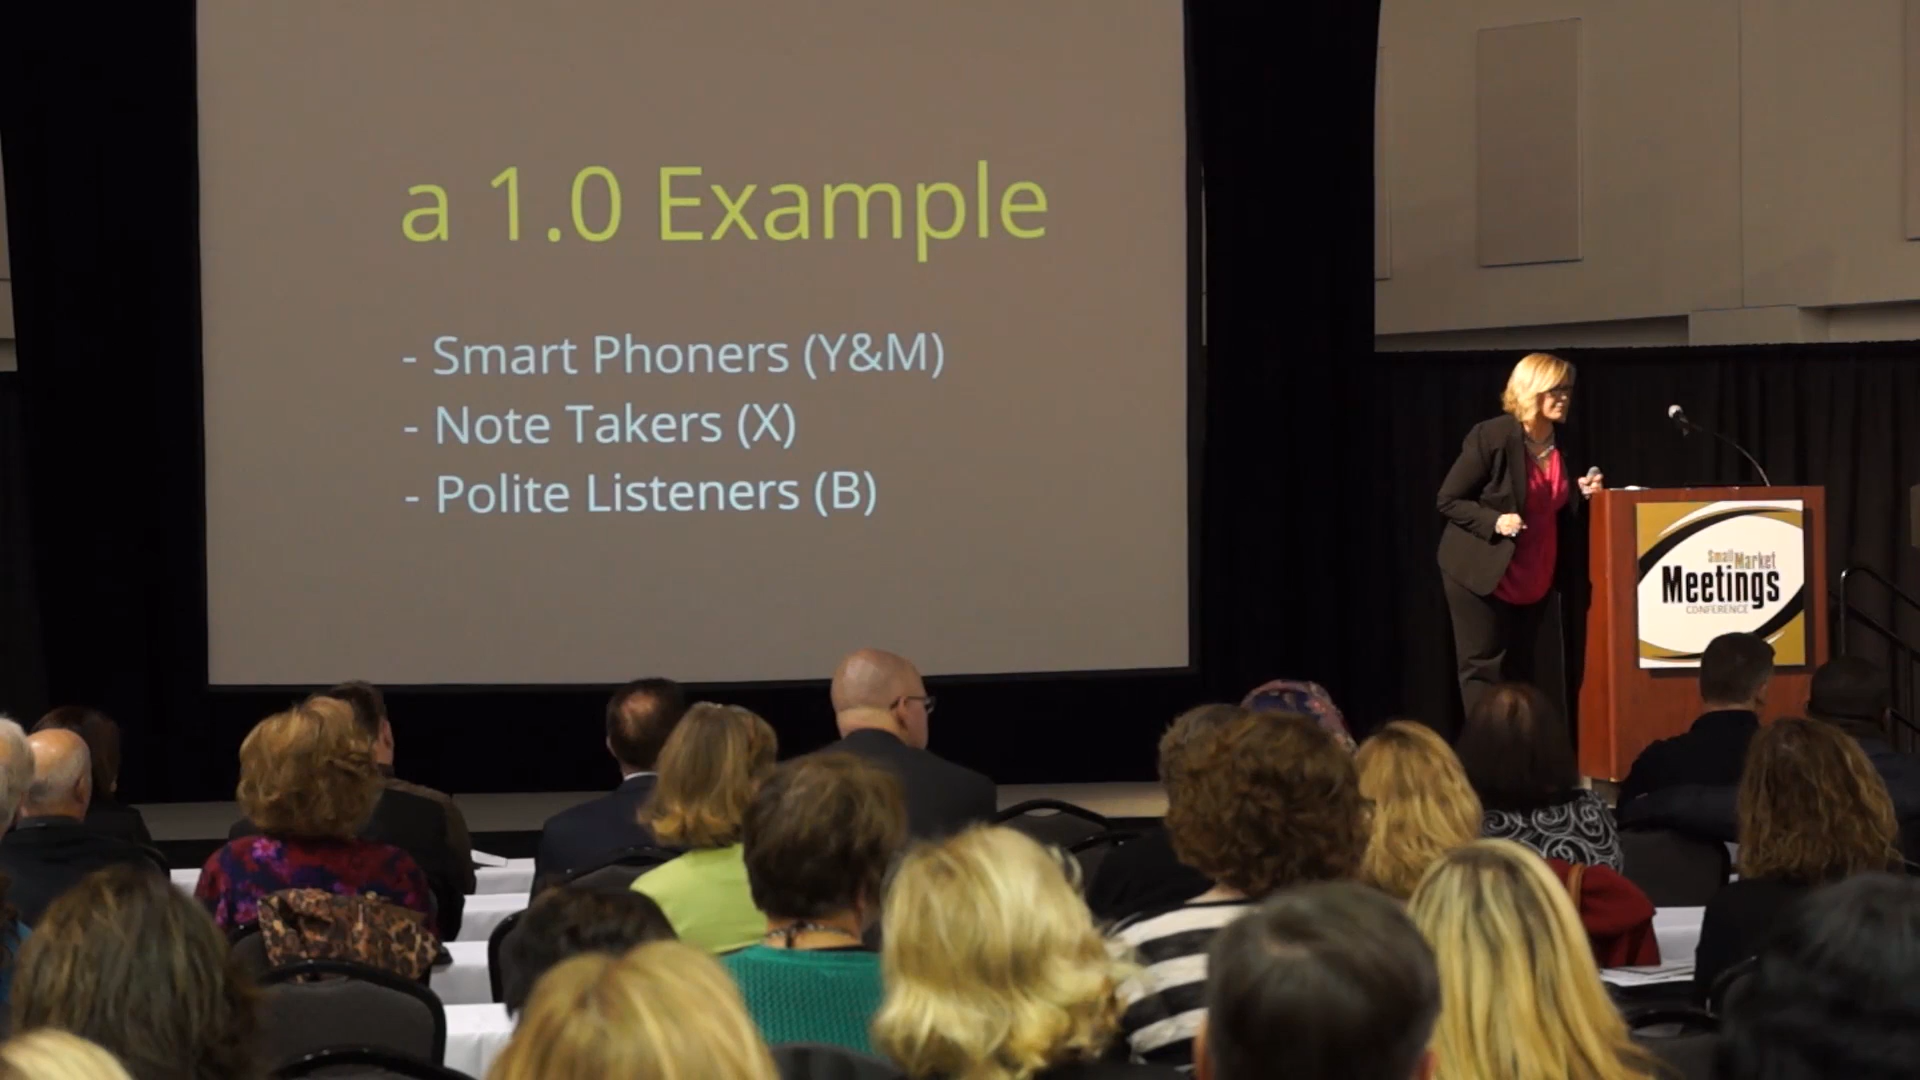 a 1.0 Example
- Smart Phoners (Y&M)
- Note Takers (X)
- Polite Listeners (B)
Small Market
Meetings
CONFERENCE